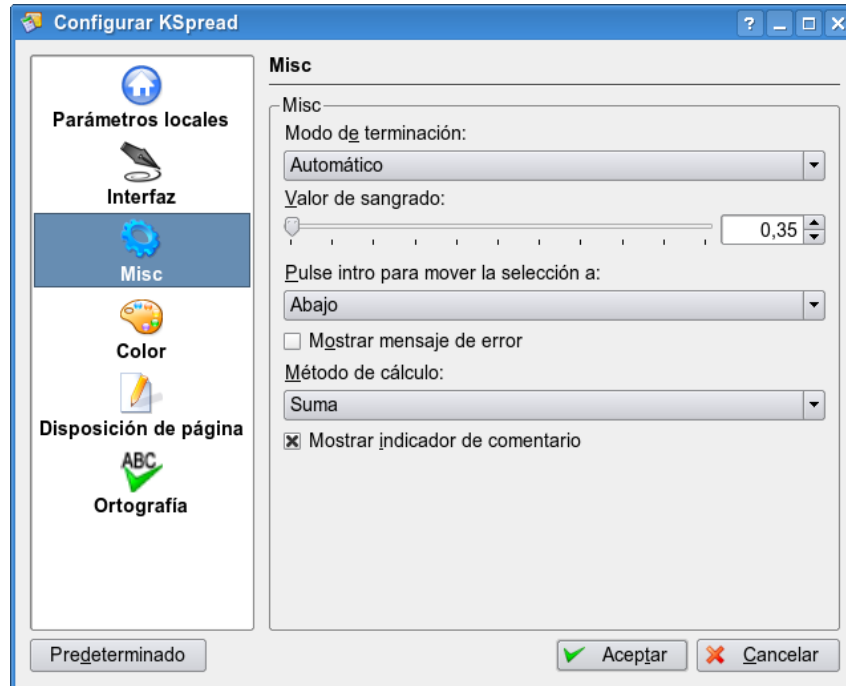 Configurar KSpread
Parámetros locales
Interfaz
Misc
Color
Disposición de página
ABC
Ortografía
Misc
Misc
Modo de terminación:
Automático
Valor de sangrado:
0,35
Pulse intro para mover la selección a:
Abajo
Mostrar mensaje de error
Método de cálculo:
Suma
Mostrar indicador de comentario
Predeterminado
Aceptar
Cancelar